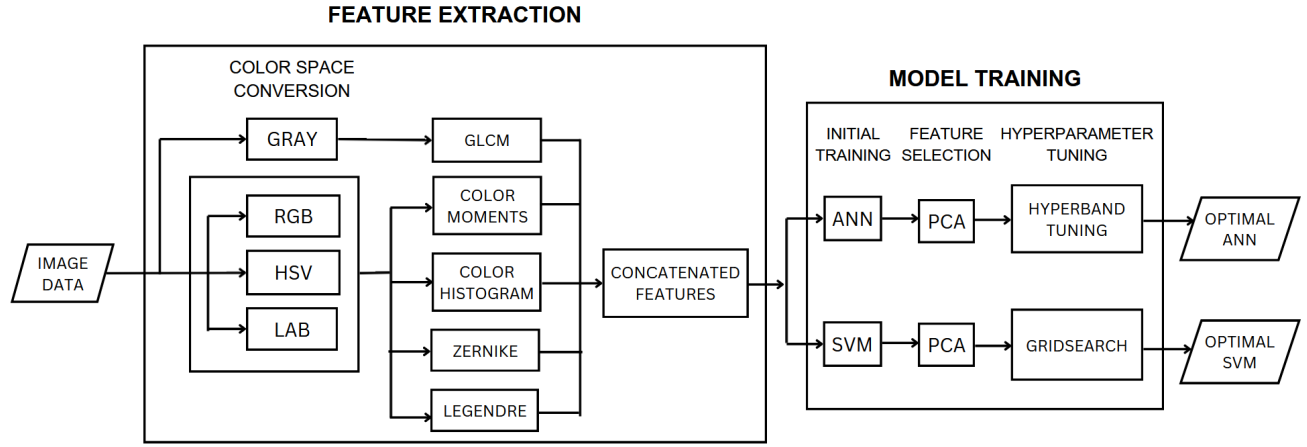 FEATURE EXTRACTION
COLOR SPACE
CONVERSION
GRAY
GLCM
RGB
HSV
LAB
COLOR
MOMENTS
COLOR
HISTOGRAM
ZERNIKE
LEGENDRE
IMAGE
DATA
CONCATENATED
FEATURES
MODEL TRAINING
INITIAL
TRAINING
FEATURE
SELECTION
HYPERPARAMETER
TUNING
ANN
PCA
HYPERBAND
TUNING
OPTIMAL
ANN
SVM
PCA
GRIDSEARCH
OPTIMAL
SVM